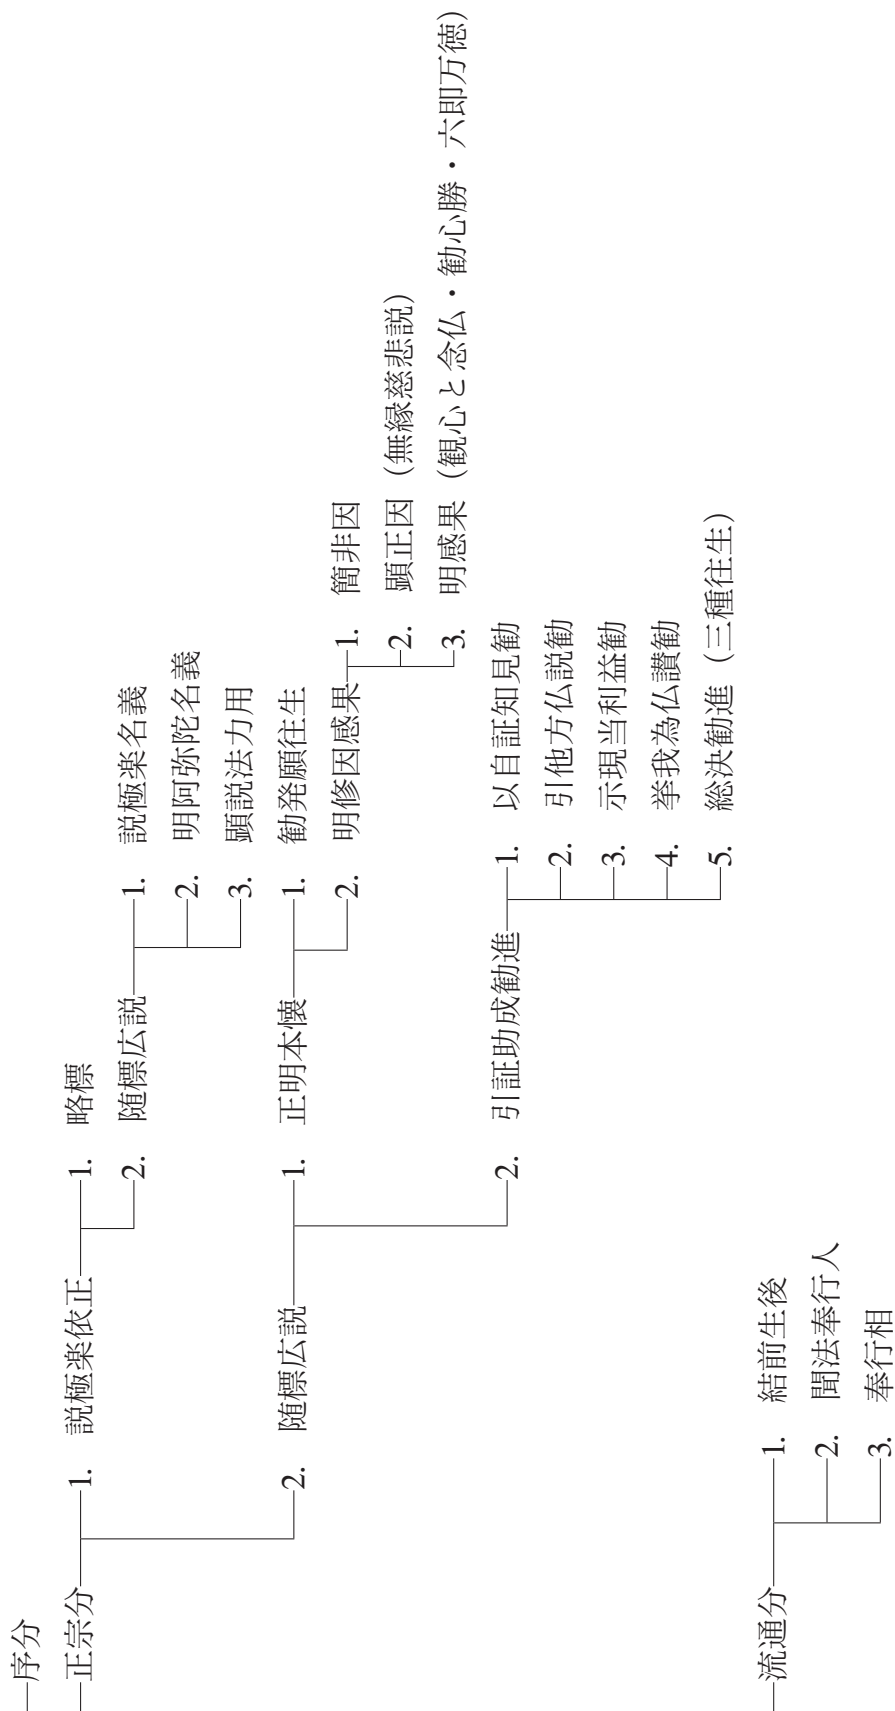 序分
正宗分
1. 説極楽依正
1. 略標
2. 随標広説
1. 説極楽名義
2. 明阿弥陀名義
3. 顕説法力用
2. 随標広説
1. 正明本懐
1. 勧発願往生
2. 明修因感果
1. 簡非因
2. 顕正因（無縁慈悲説）
3. 明感果（観心と念仏・勧心勝・六即万徳）
2. 引証助成勧進
1. 以自証知見勧
2. 引他方仏説勧
3. 示現当利益勧
4. 挙我為仏讃勧
5. 総決勧進（三種往生）
流通分
1. 結前生後
2. 聞法奉行人
3. 奉行相